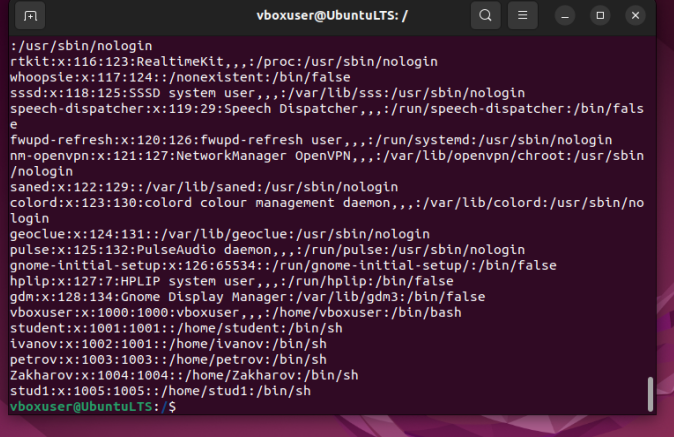 vboxuser@UbuntuLTS: /
:/usr/sbin/nologin
rtkit:x:116:123:RealtimeKit,,,:/proc:/usr/sbin/nologin
whoopsie:x:117:124::/nonexistent:/bin/false
sssd:x:118:125:SSSD system user,,,:/var/lib/sss:/usr/sbin/nologin
speech-dispatcher:x:119:29:Speech Dispatcher,,,:/run/speech-dispatcher:/bin/fals
e
fwupd-refresh:x:120:126:fwupd-refresh user,,,:/run/systemd:/usr/sbin/nologin
nm-openvpn:x:121:127:NetworkManager OpenVPN,,,:/var/lib/openvpn/chroot:/usr/sbin
/nologin
saned:x:122:129::/var/lib/saned:/usr/sbin/nologin
colord:x:123:130:colord colour management daemon,,,:/var/lib/colord:/usr/sbin/no
login
geoclue:x:124:131::/var/lib/geoclue:/usr/sbin/nologin
pulse:x:125:132:PulseAudio daemon,,,:/run/pulse:/usr/sbin/nologin
gnome-initial-setup:x:126:65534::/run/gnome-initial-setup/:/bin/false
hplip:x:127:7:HPLIP system user,,,:/run/hplip:/bin/false
gdm:x:128:134:Gnome Display Manager:/var/lib/gdm3:/bin/false
vboxuser:x:1000:1000:vboxuser,,,:/home/vboxuser:/bin/bash
student:x:1001:1001::/home/student:/bin/sh
ivanov:x:1002:1001::/home/ivanov:/bin/sh
petrov:x:1003:1003::/home/petrov:/bin/sh
Zakharov:x:1004:1004::/home/Zakharov:/bin/sh
stud1:x:1005:1005::/home/stud1:/bin/sh
vboxuser@UbuntuLTS:/$